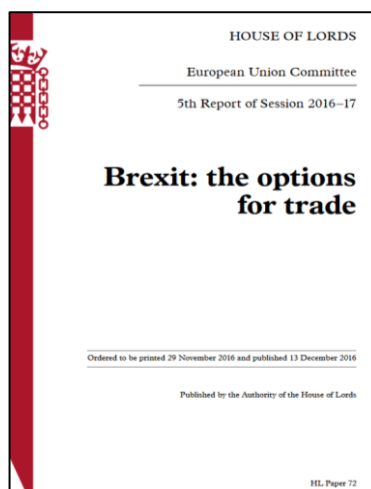 HOUSE OF LORDS
European Union Committee
5th Report of Session 2016–17
Brexit: the options
for trade
Ordered to be printed 29 November 2016 and published 13 December 2016
Published by the Authority of the House of Lords
HL Paper 72